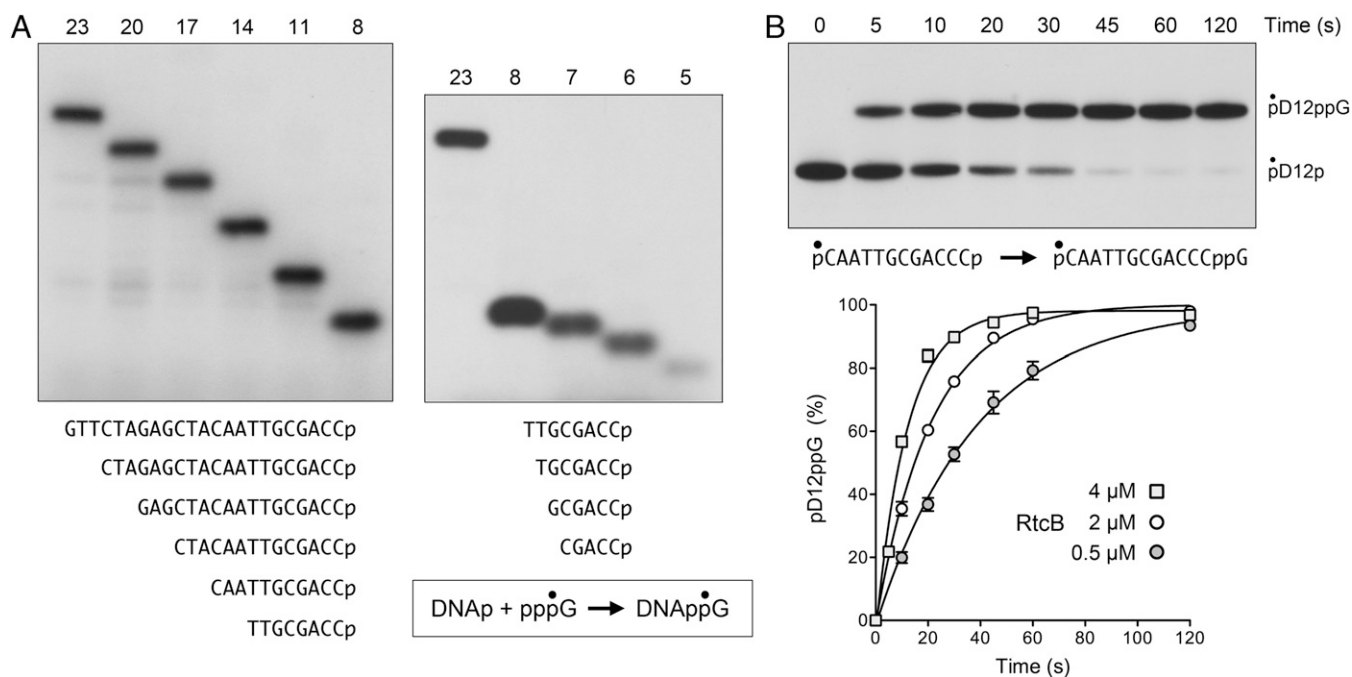 A
23 20 17 14 11 8
GTTCTAGAGCTACAATTGCGACCp
CTAGAGCTACAATTGCGACCp
GAGCTACAATTGCGACCp
CTACAATTGCGACCp
CAATTGCGACCp
TTGCGACCp
23 8 7 6 5
TTGCGACCp
TGCGACCp
GCGACCp
CGACCp
DNAp + pppG → DNAppG
B
0 5 10 20 30 45 60 120 Time (s)
pD12ppG
pD12p
pCAATTGCGACCCp → pCAATTGCGACCCppG
pD12ppG (%)
100
80
60
40
20
0
4 µM
RtcB 2 µM
0.5 µM
0 20 40 60 80 100 120
Time (s)